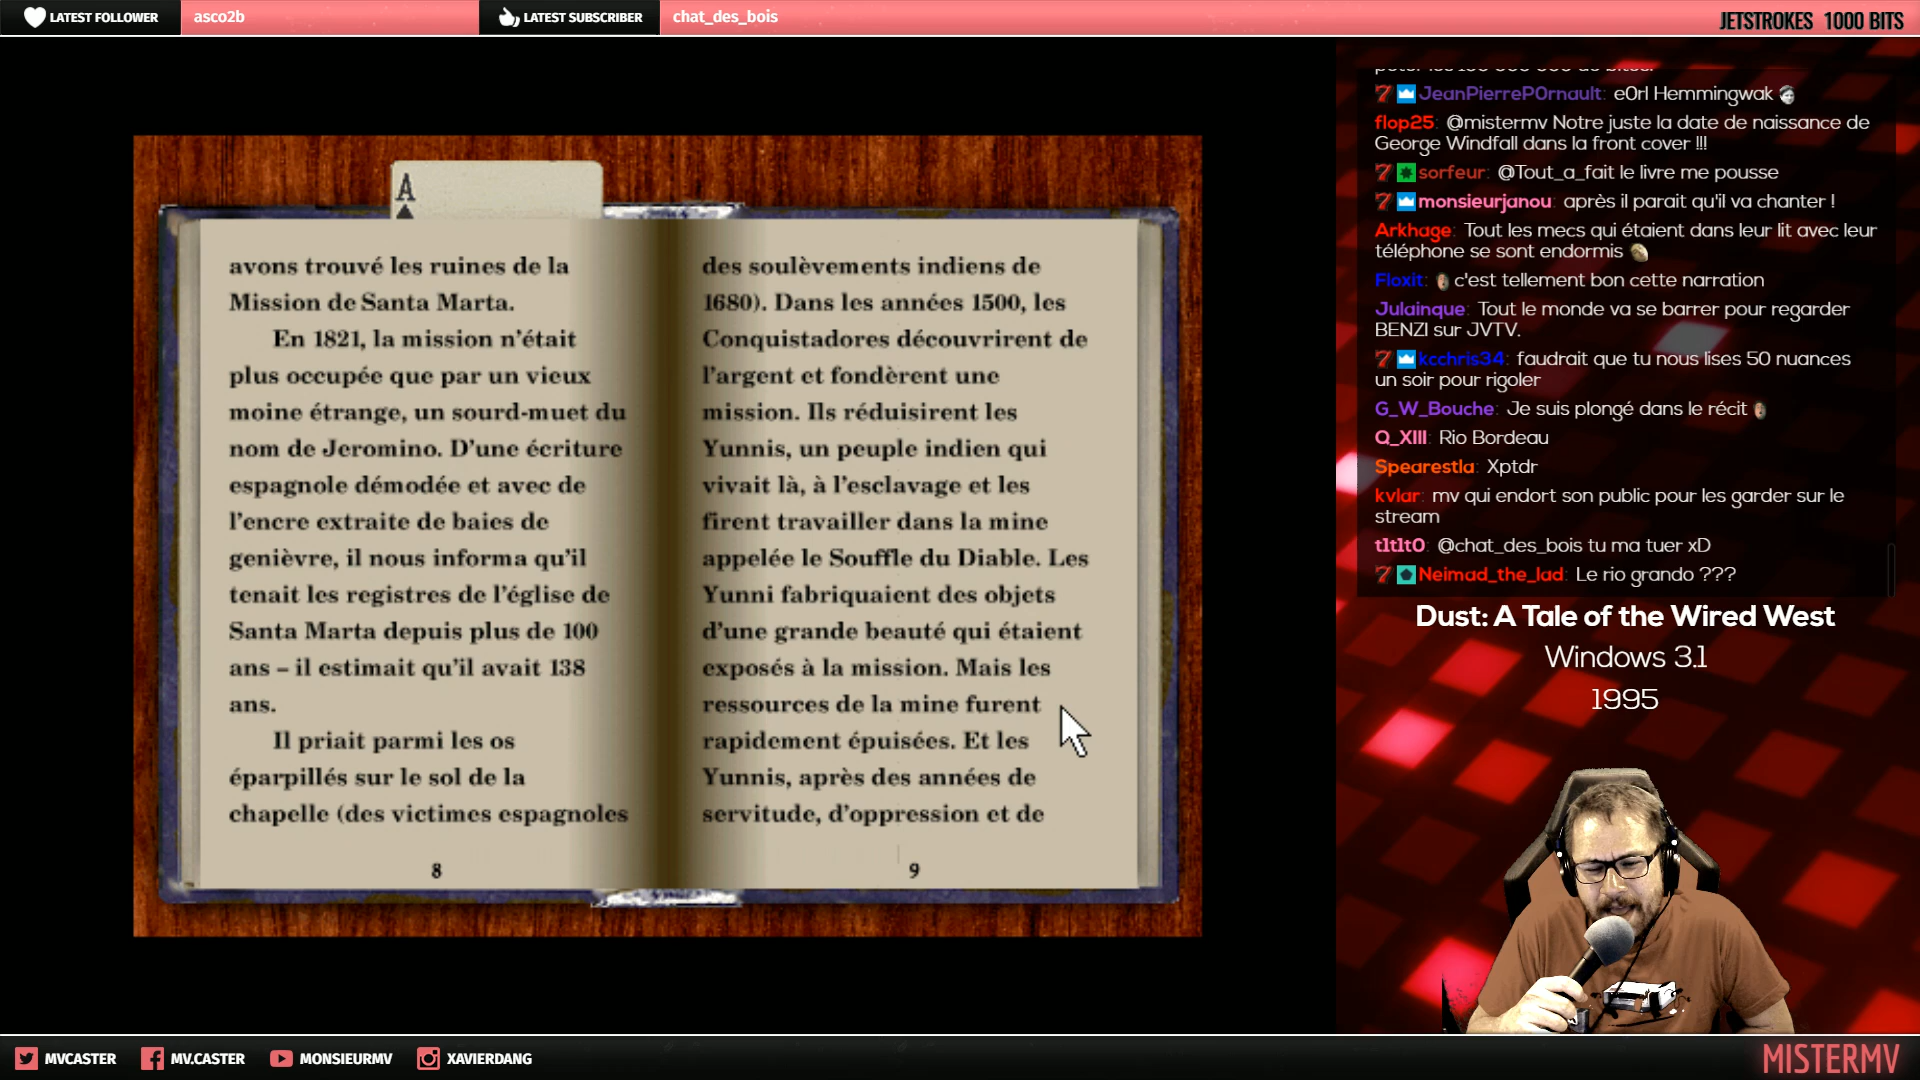 LATEST FOLLOWER asco2b LATEST SUBSCRIBER chat_des_bois JETSTROKES 1000 BITS
A
avons trouvé les ruines de la
Mission de Santa Marta.
En 1821, la mission n'était
plus occupée que par un vieux
moine étrange, un sourd-muet du
nom de Jeromino. D'une écriture
espagnole démodée et avec de
l'encre extraite de baies de
genièvre, il nous informa qu'il
tenait les registres de l'église de
Santa Marta depuis plus de 100
ans – il estimait qu'il avait 138
ans.
Il priait parmi les os
éparpillés sur le sol de la
chapelle (des victimes espagnoles
8
des soulèvements indiens de
1680). Dans les années 1500, les
Conquistadores découvrirent de
l'argent et fondèrent une
mission. Ils réduisirent les
Yunnis, un peuple indien qui
vivait là, à l'esclavage et les
firent travailler dans la mine
appelée le Souffle du Diable. Les
Yunni fabriquaient des objets
d'une grande beauté qui étaient
exposés à la mission. Mais les
ressources de la mine furent
rapidement épuisées. Et les
Yunnis, après des années de
servitude, d'oppression et de
9
JeanPierreP0rnault: e0rl Hemmingwak
flop25: @mistermv Notre juste la date de naissance de
George Windfall dans la front cover !!!
sorfeur: @Tout_a_fait le livre me pousse
monsieurjanou: après il parait qu'il va chanter !
Arkhage: Tout les mecs qui étaient dans leur lit avec leur
téléphone se sont endormis
Floxit: c'est tellement bon cette narration
Julainque: Tout le monde va se barrer pour regarder
BENZI sur JVTV.
kcchris34: faudrait que tu nous lises 50 nuances
un soir pour rigoler
G_W_Bouche: Je suis plongé dans le récit
Q_XIII: Rio Bordeau
Spearestla: Xptdr
kvlar: mv qui endort son public pour les garder sur le
stream
t1t1t0: @chat_des_bois tu ma tuer xD
Neimad_the_lad: Le rio grando ???
Dust: A Tale of the Wired West
Windows 3.1
1995
MVCASTER MV.CASTER MONSIEURMV XAVIERDANG MISTERMV